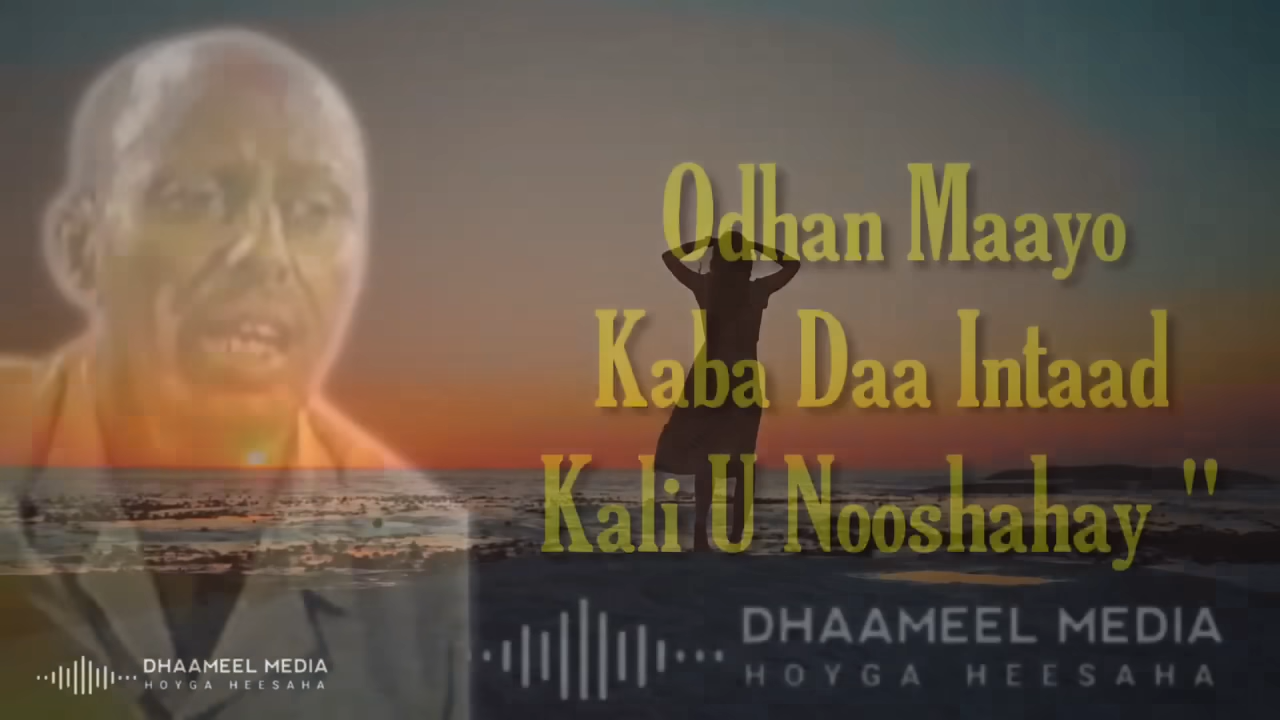 Odhan Maayo
Kaba Daa Intaad
Kali U Nooshahay "
DHAAMEEL MEDIA
HOYGA HEESAHA
DHAAMEEL MEDIA
HOYGA HEESAHA